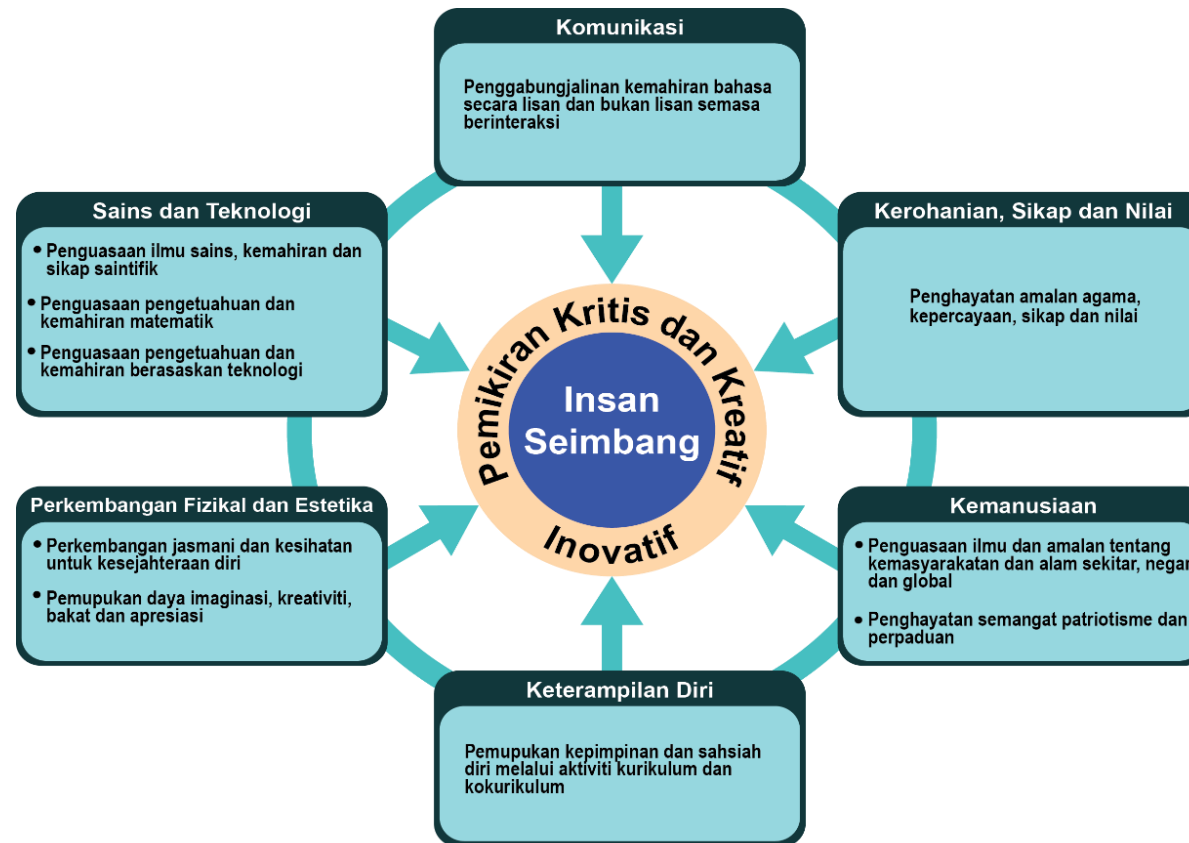 Komunikasi
Penggabungjalinan kemahiran bahasa
secara lisan dan bukan lisan semasa
berinteraksi
Sains dan Teknologi
• Penguasaan ilmu sains, kemahiran dan
sikap saintifik
• Penguasaan pengetuahuan dan
kemahiran matematik
• Penguasaan pengetuahuan dan
kemahiran berasaskan teknologi
Kerohanian, Sikap dan Nilai
Penghayatan amalan agama,
kepercayaan, sikap dan nilai
Pemikiran Kritis dan Kreatif
Insan
Seimbang
Inovatif
Perkembangan Fizikal dan Estetika
• Perkembangan jasmani dan kesihatan
untuk kesejahteraan diri
• Pemupukan daya imaginasi, kreativiti,
bakat dan apresiasi
Kemanusiaan
• Penguasaan ilmu dan amalan tentang
kemasyarakatan dan alam sekitar,
dan global
• Penghayatan semangat patriotisme dan
perpaduan
Keterampilan Diri
Pemupukan kepimpinan dan sahsiah
diri melalui aktiviti kurikulum dan
kokurikulum